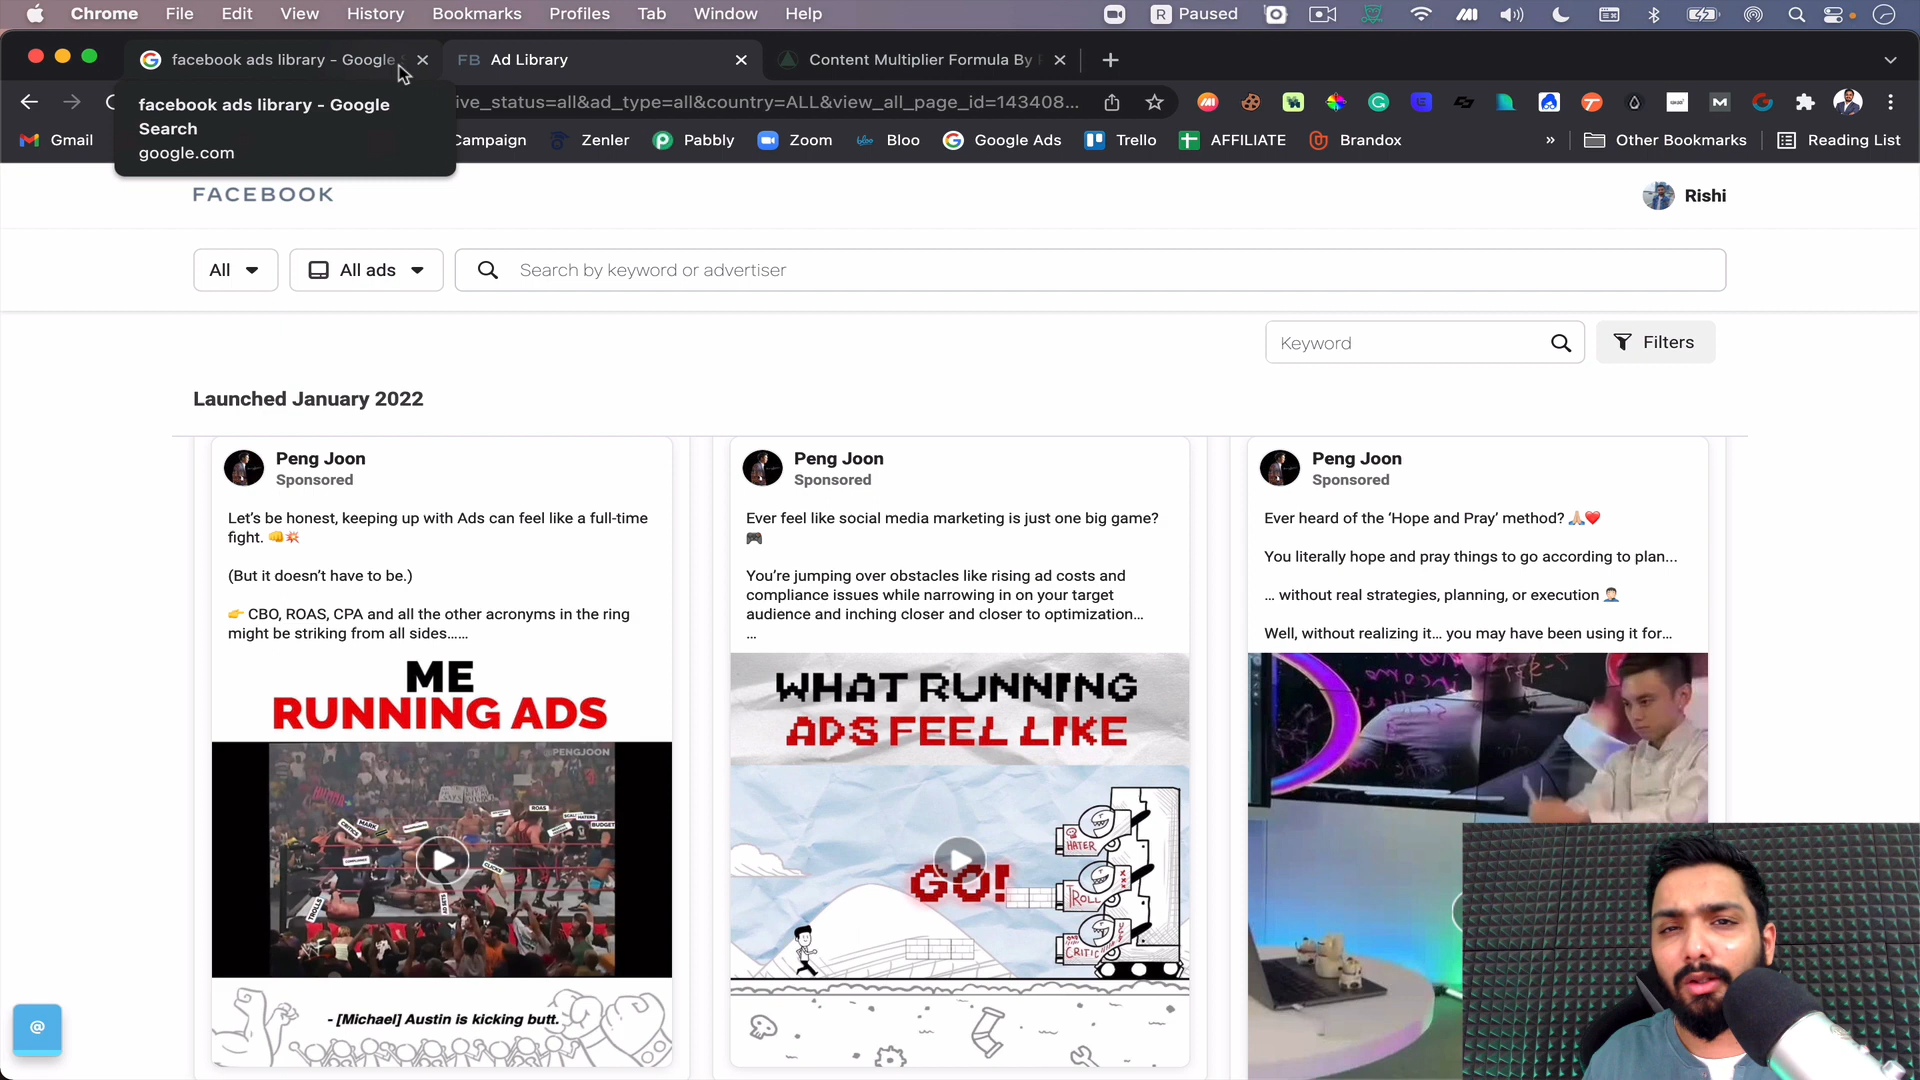 Chrome File Edit View History Bookmarks Profiles Tab Window Help
R Paused
facebook ads library - Google
FB Ad Library
Content Multiplier Formula By
ive_status=all&ad_type=all&country=ALL&view_all_page_id=143408...
facebook ads library - Google
Search
google.com
Gmail
Campaign
Zenler
Pabbly
Zoom
Bloo
Google Ads
Trello
AFFILIATE
Brandox
»
Other Bookmarks
Reading List
FACEBOOK
Rishi
All
All ads
Search by keyword or advertiser
Keyword
Filters
Launched January 2022
Peng Joon
Sponsored
Let’s be honest, keeping up with Ads can feel like a full-time
fight. 👊💥
(But it doesn’t have to be.)
👉 CBO, ROAS, CPA and all the other acronyms in the ring
might be striking from all sides......
ME
RUNNING ADS
@PENGJOON
MARK
ROAS
BUDGET
CLICKS
TROLLS
AD SETS
- [Michael] Austin is kicking butt.
Peng Joon
Sponsored
Ever feel like social media marketing is just one big game?
🎮
You’re jumping over obstacles like rising ad costs and
compliance issues while narrowing in on your target
audience and inching closer and closer to optimization...
...
WHAT RUNNING
ADS FEEL LIKE
GO!
HATER
TROLL
CRITIC
Peng Joon
Sponsored
Ever heard of the ‘Hope and Pray’ method? 🙏🏻❤️
You literally hope and pray things to go according to plan...
... without real strategies, planning, or execution 🤦🏻‍♂️
Well, without realizing it... you may have been using it for...
@